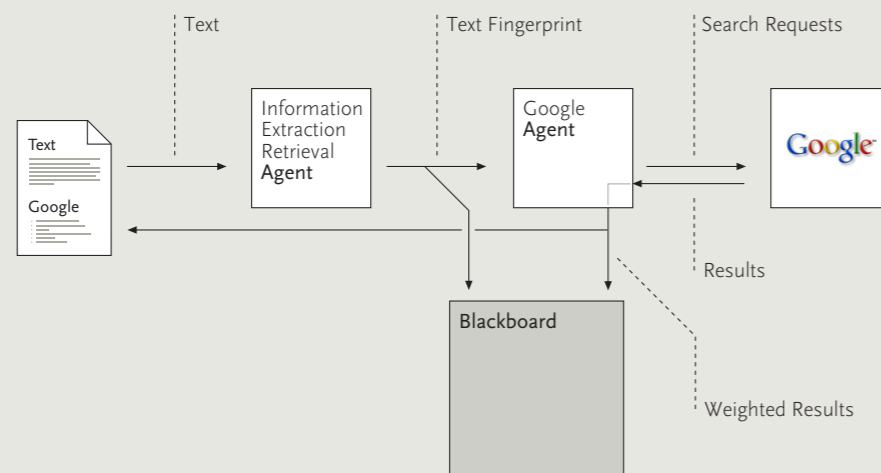 Text
Text Fingerprint
Search Requests
Information
Extraction
Retrieval
Agent
Google
Agent
Google
Text
Google
Results
Blackboard
Weighted Results